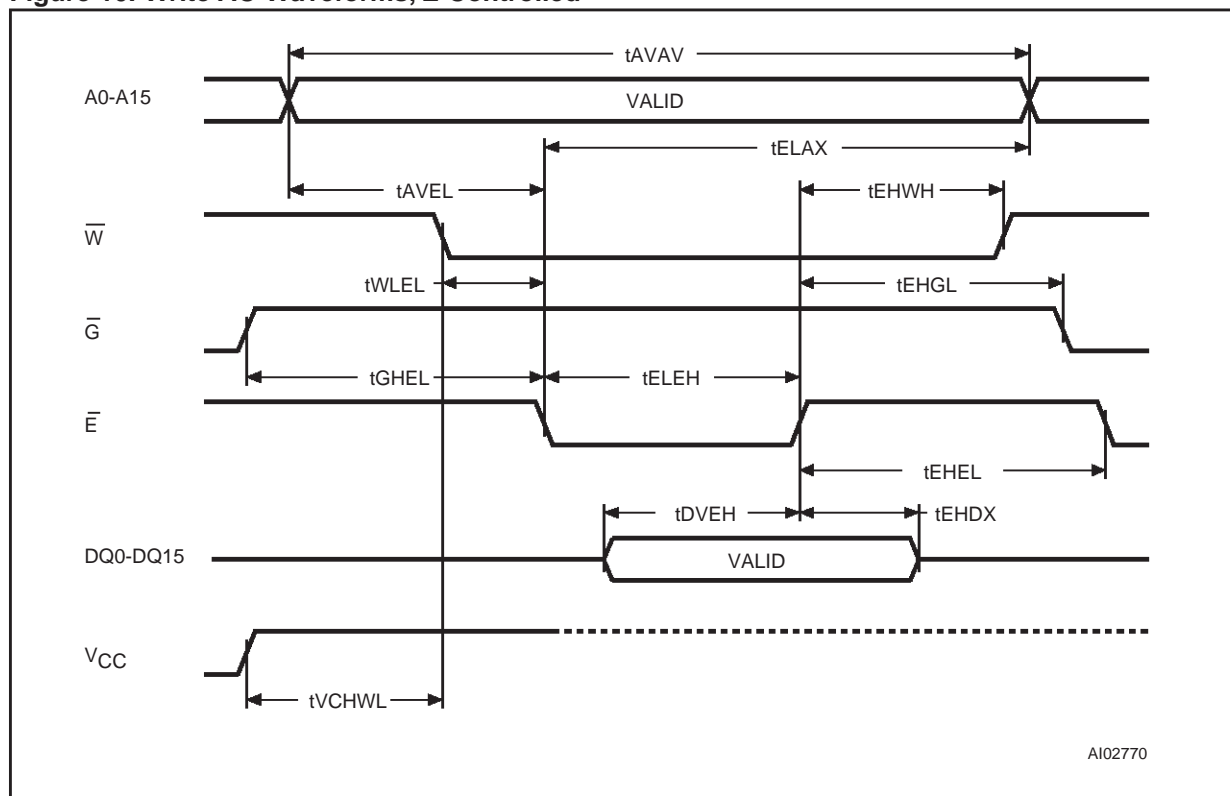 tAVAV
A0-A15
VALID
tELAX
tAVEL
tEHWH
W
tWLEL
tEHGL
G
tGHEL
tELEH
E
tEHEL
tDVEH
tEHDX
DQ0-DQ15
VALID
VCC
tVCHWL
AI02770